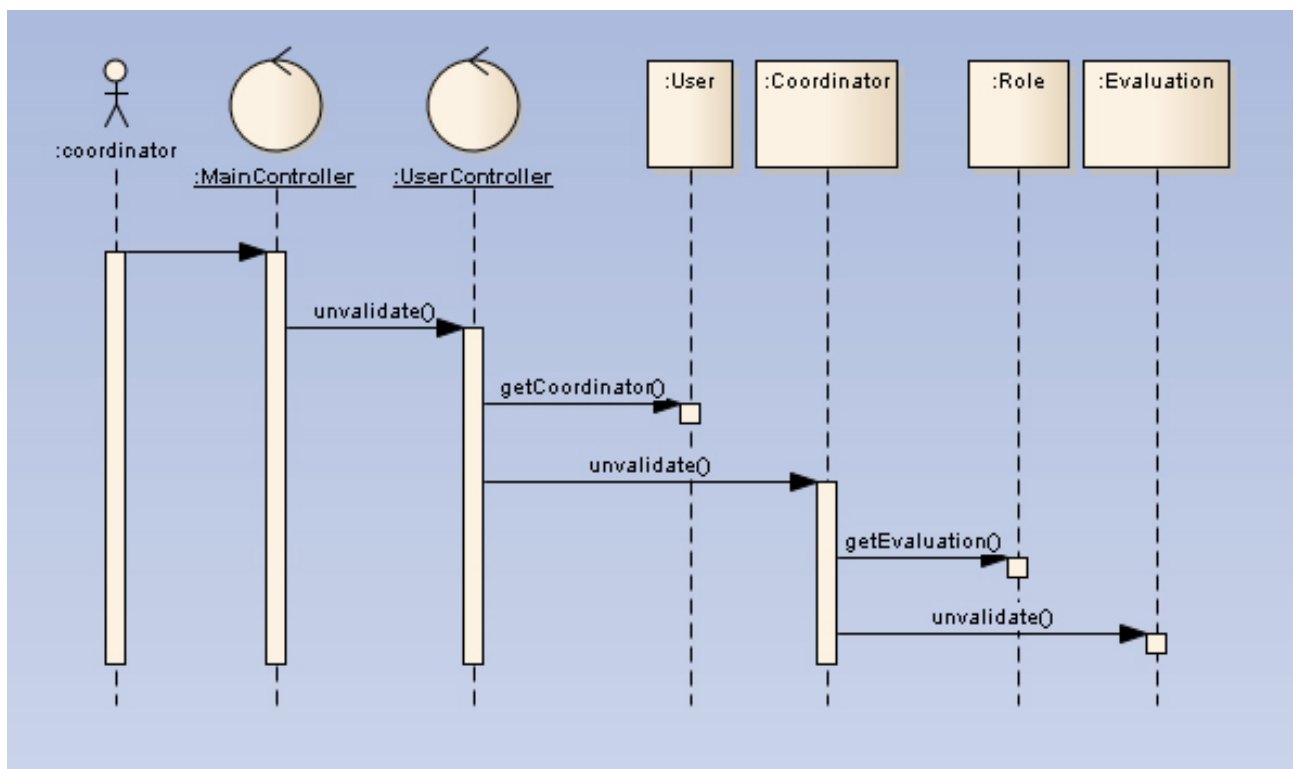 :coordinator
:MainController
:UserController
:User
:Coordinator
:Role
:Evaluation
unvalidate()
getCoordinator()
unvalidate()
getEvaluation()
unvalidate()